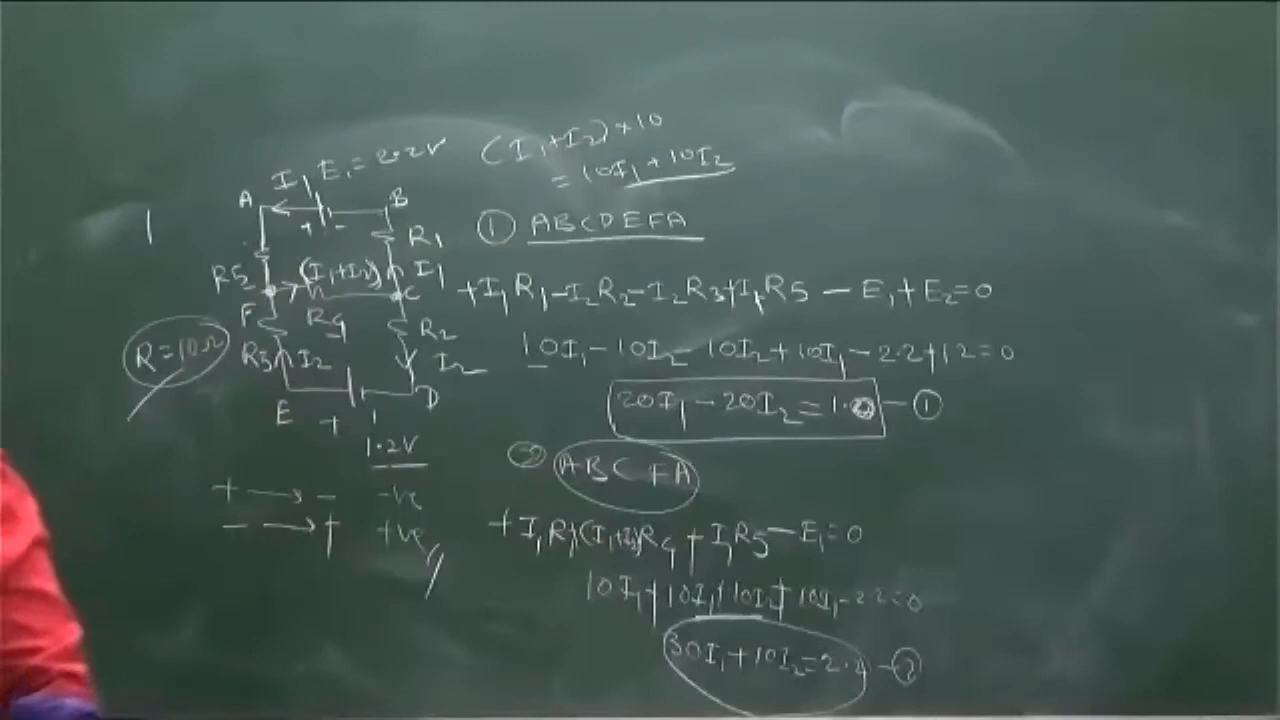 (I₁+I₂)×10
= 10I₁+10I₂
I₁ E₁=2.2V
A B
+ -
R₁
① ABCDEFA
R5 (I₁+I₂) I₁
C
+I₁R₁-I₂R₂-I₂R₃+I₁R5-E₁+E₂=0
F R₄ R₂
R=10Ω
R₃ I₂ I₂
10I₁-10I₂ 10I₂+10I₁-2.2+1.2=0
E D
+ 1
20I₁-20I₂=1.0 -①
1.2V
② ABCFA
+ → - -ve
- → + +ve
+I₁R₁+(I₁+I₂)R₄+I₁R5-E₁=0
10I₁+10I₁+10I₂+10I₁-2.2=0
30I₁+10I₂=2.2 -②